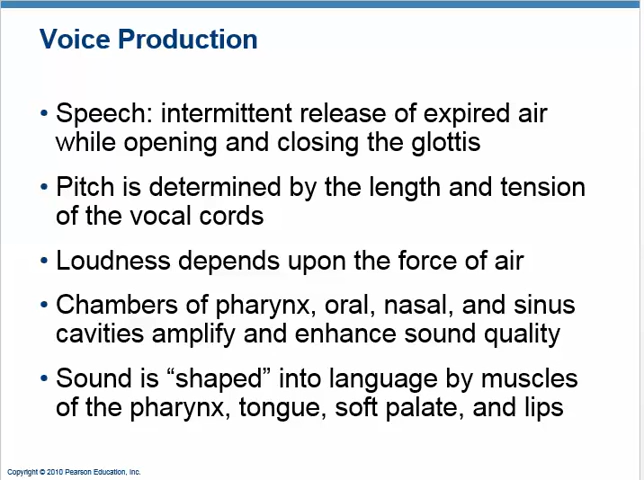 Voice Production
• Speech: intermittent release of expired air
while opening and closing the glottis
• Pitch is determined by the length and tension
of the vocal cords
• Loudness depends upon the force of air
• Chambers of pharynx, oral, nasal, and sinus
cavities amplify and enhance sound quality
• Sound is “shaped” into language by muscles
of the pharynx, tongue, soft palate, and lips
Copyright © 2010 Pearson Education, Inc.